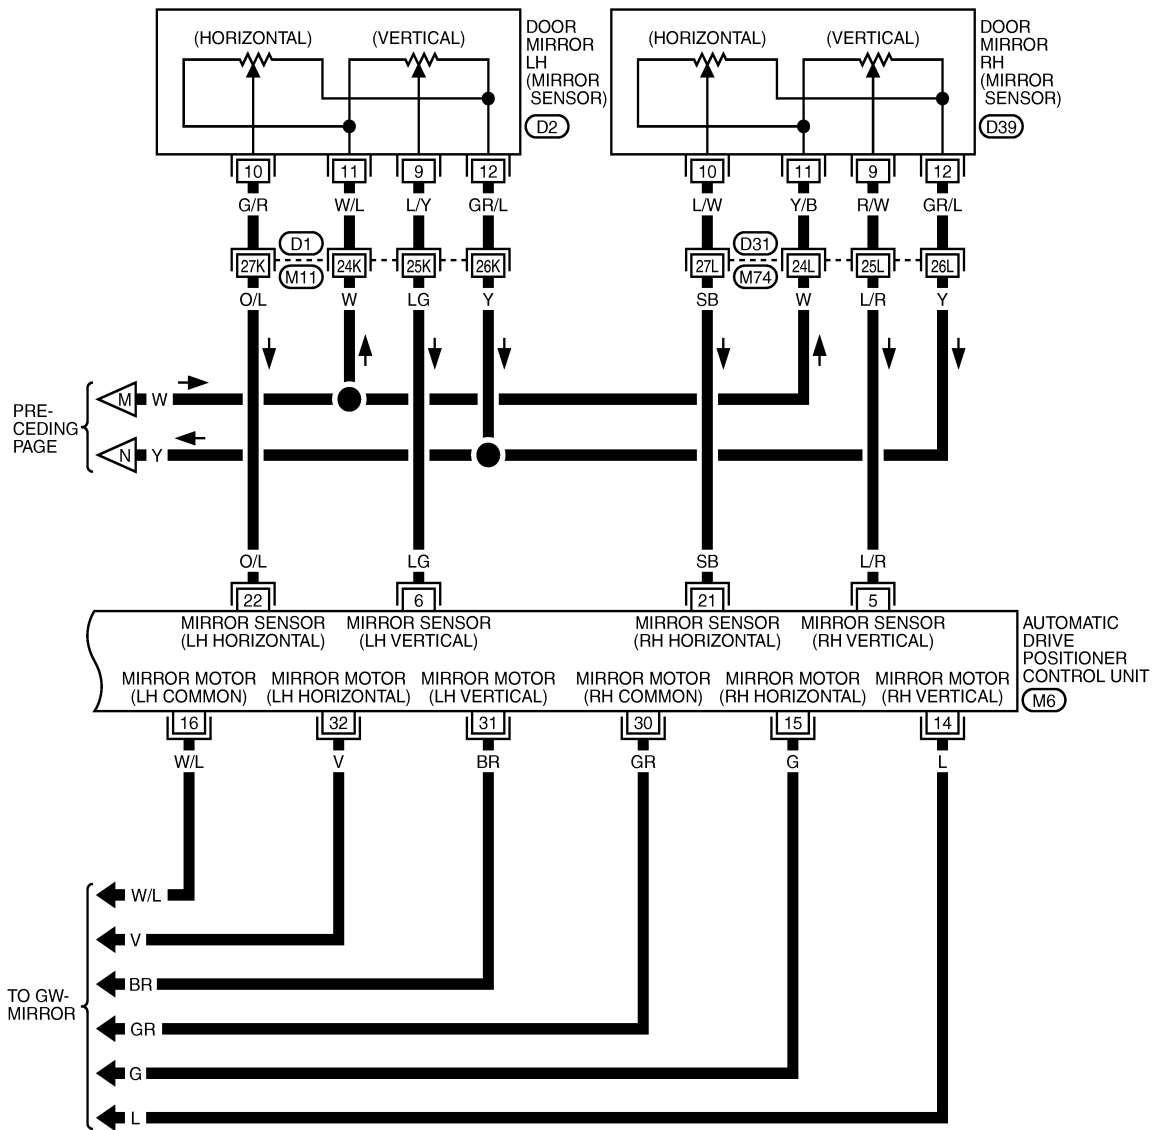 (HORIZONTAL) (VERTICAL)
DOOR
MIRROR
LH
(MIRROR
SENSOR)
D2
(HORIZONTAL) (VERTICAL)
DOOR
MIRROR
RH
(MIRROR
SENSOR)
D39
10 11 9 12
10 11 9 12
G/R W/L L/Y GR/L
L/W Y/B R/W GR/L
D1
D31
27K 24K 25K 26K
M11
27L 24L 25L 26L
M74
O/L W LG Y
SB W L/R Y
M W
PRE-
CEDING
PAGE
N Y
O/L LG SB L/R
22 6 21 5
MIRROR SENSOR
(LH HORIZONTAL)
MIRROR SENSOR
(LH VERTICAL)
MIRROR SENSOR
(RH HORIZONTAL)
MIRROR SENSOR
(RH VERTICAL)
AUTOMATIC
DRIVE
POSITIONER
CONTROL UNIT
M6
MIRROR MOTOR
(LH COMMON)
MIRROR MOTOR
(LH HORIZONTAL)
MIRROR MOTOR
(LH VERTICAL)
MIRROR MOTOR
(RH COMMON)
MIRROR MOTOR
(RH HORIZONTAL)
MIRROR MOTOR
(RH VERTICAL)
16 32 31 30 15 14
W/L V BR GR G L
W/L
V
BR
TO GW-
MIRROR
GR
G
L